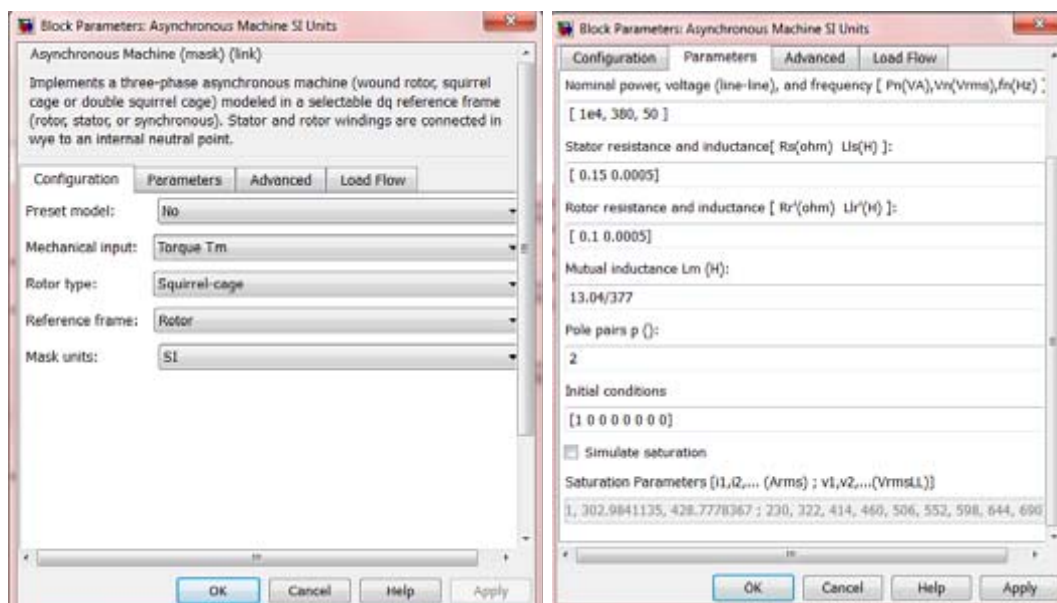 Block Parameters: Asynchronous Machine SI Units
Asynchronous Machine (mask) (link)
Implements a three-phase asynchronous machine (wound rotor, squirrel
cage or double squirrel cage) modeled in a selectable dq reference frame
(rotor, stator, or synchronous). Stator and rotor windings are connected in
wye to an internal neutral point.
Configuration Parameters Advanced Load Flow
Preset model: No
Mechanical input: Torque Tm
Rotor type: Squirrel-cage
Reference frame: Rotor
Mask units: SI
OK Cancel Help Apply
Block Parameters: Asynchronous Machine SI Units
Configuration Parameters Advanced Load Flow
Nominal power, voltage (line-line), and frequency [ Pn(VA),Vn(Vrms),fn(Hz) ]
[ 1e4, 380, 50 ]
Stator resistance and inductance[ Rs(ohm) Lls(H) ]:
[ 0.15 0.0005]
Rotor resistance and inductance [ Rr'(ohm) Llr'(H) ]:
[ 0.1 0.0005]
Mutual inductance Lm (H):
13.04/377
Pole pairs p ():
2
Initial conditions
[1 0 0 0 0 0 0 0]
Simulate saturation
Saturation Parameters [i1,i2,... (Arms) ; v1,v2,...(VrmsLL)]
1, 302.9841135, 428.7778367 ; 230, 322, 414, 460, 506, 552, 598, 644, 690
OK Cancel Help Apply